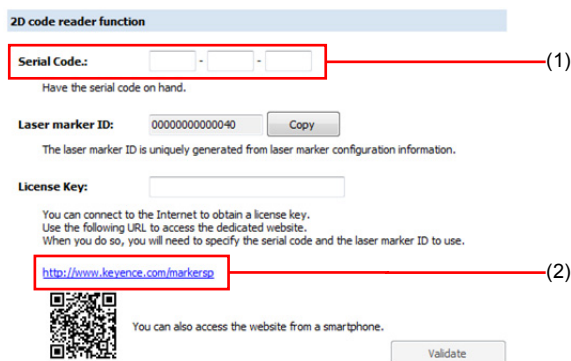 2D code reader function
Serial Code.: - - (1)
Have the serial code on hand.
Laser marker ID: 00000000000040 Copy
The laser marker ID is uniquely generated from laser marker configuration information.
License Key:
You can connect to the Internet to obtain a license key.
Use the following URL to access the dedicated website.
When you do so, you will need to specify the serial code and the laser marker ID to use.
http://www.keyence.com/markersp (2)
You can also access the website from a smartphone.
Validate